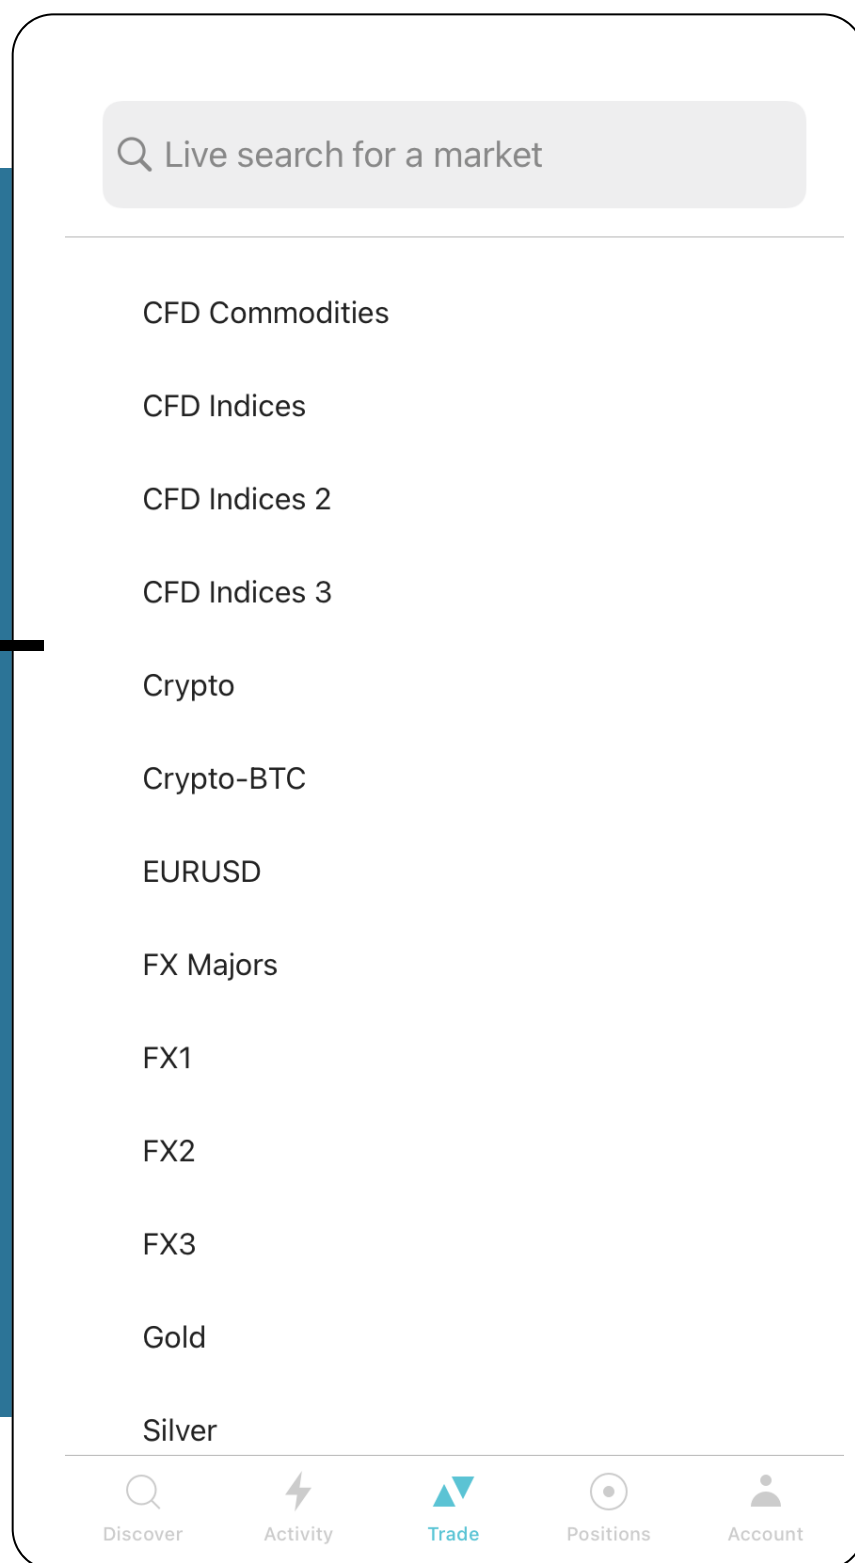 Live search for a market
CFD Commodities
CFD Indices
CFD Indices 2
CFD Indices 3
Crypto
Crypto-BTC
EURUSD
FX Majors
FX1
FX2
FX3
Gold
Silver
Discover Activity Trade Positions Account